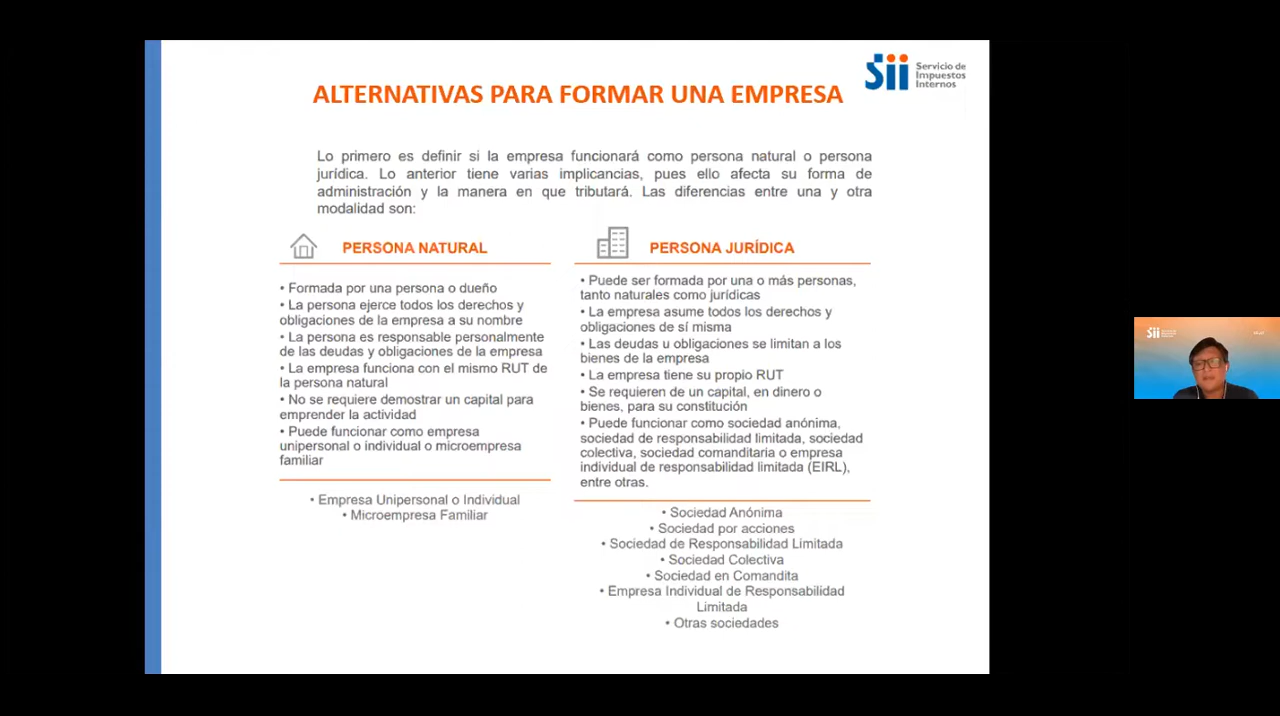 Sii Servicio de
Impuestos
Internos
ALTERNATIVAS PARA FORMAR UNA EMPRESA
Lo primero es definir si la empresa funcionará como persona natural o persona
jurídica. Lo anterior tiene varias implicancias, pues ello afecta su forma de
administración y la manera en que tributará. Las diferencias entre una y otra
modalidad son:
PERSONA NATURAL
• Formada por una persona o dueño
• La persona ejerce todos los derechos y
obligaciones de la empresa a su nombre
• La persona es responsable personalmente
de las deudas y obligaciones de la empresa
• La empresa funciona con el mismo RUT de
la persona natural
• No se requiere demostrar un capital para
emprender la actividad
• Puede funcionar como empresa
unipersonal o individual o microempresa
familiar
• Empresa Unipersonal o Individual
• Microempresa Familiar
PERSONA JURÍDICA
• Puede ser formada por una o más personas,
tanto naturales como jurídicas
• La empresa asume todos los derechos y
obligaciones de sí misma
• Las deudas u obligaciones se limitan a los
bienes de la empresa
• La empresa tiene su propio RUT
• Se requieren de un capital, en dinero o
bienes, para su constitución
• Puede funcionar como sociedad anónima,
sociedad de responsabilidad limitada, sociedad
colectiva, sociedad comanditaria o empresa
individual de responsabilidad limitada (EIRL),
entre otras.
• Sociedad Anónima
• Sociedad por acciones
• Sociedad de Responsabilidad Limitada
• Sociedad Colectiva
• Sociedad en Comandita
• Empresa Individual de Responsabilidad
Limitada
• Otras sociedades
Sii